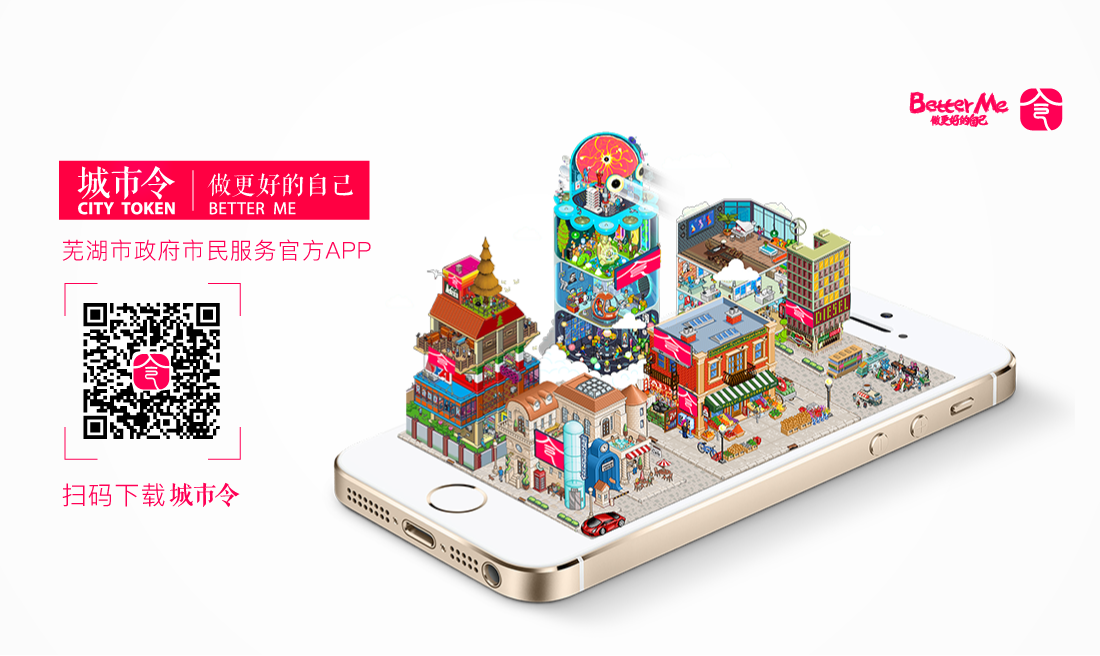 Better Me
做更好的自己
城市令 做更好的自己
CITY TOKEN BETTER ME
芜湖市政府市民服务官方APP
扫码下载 城市令
DIESEL